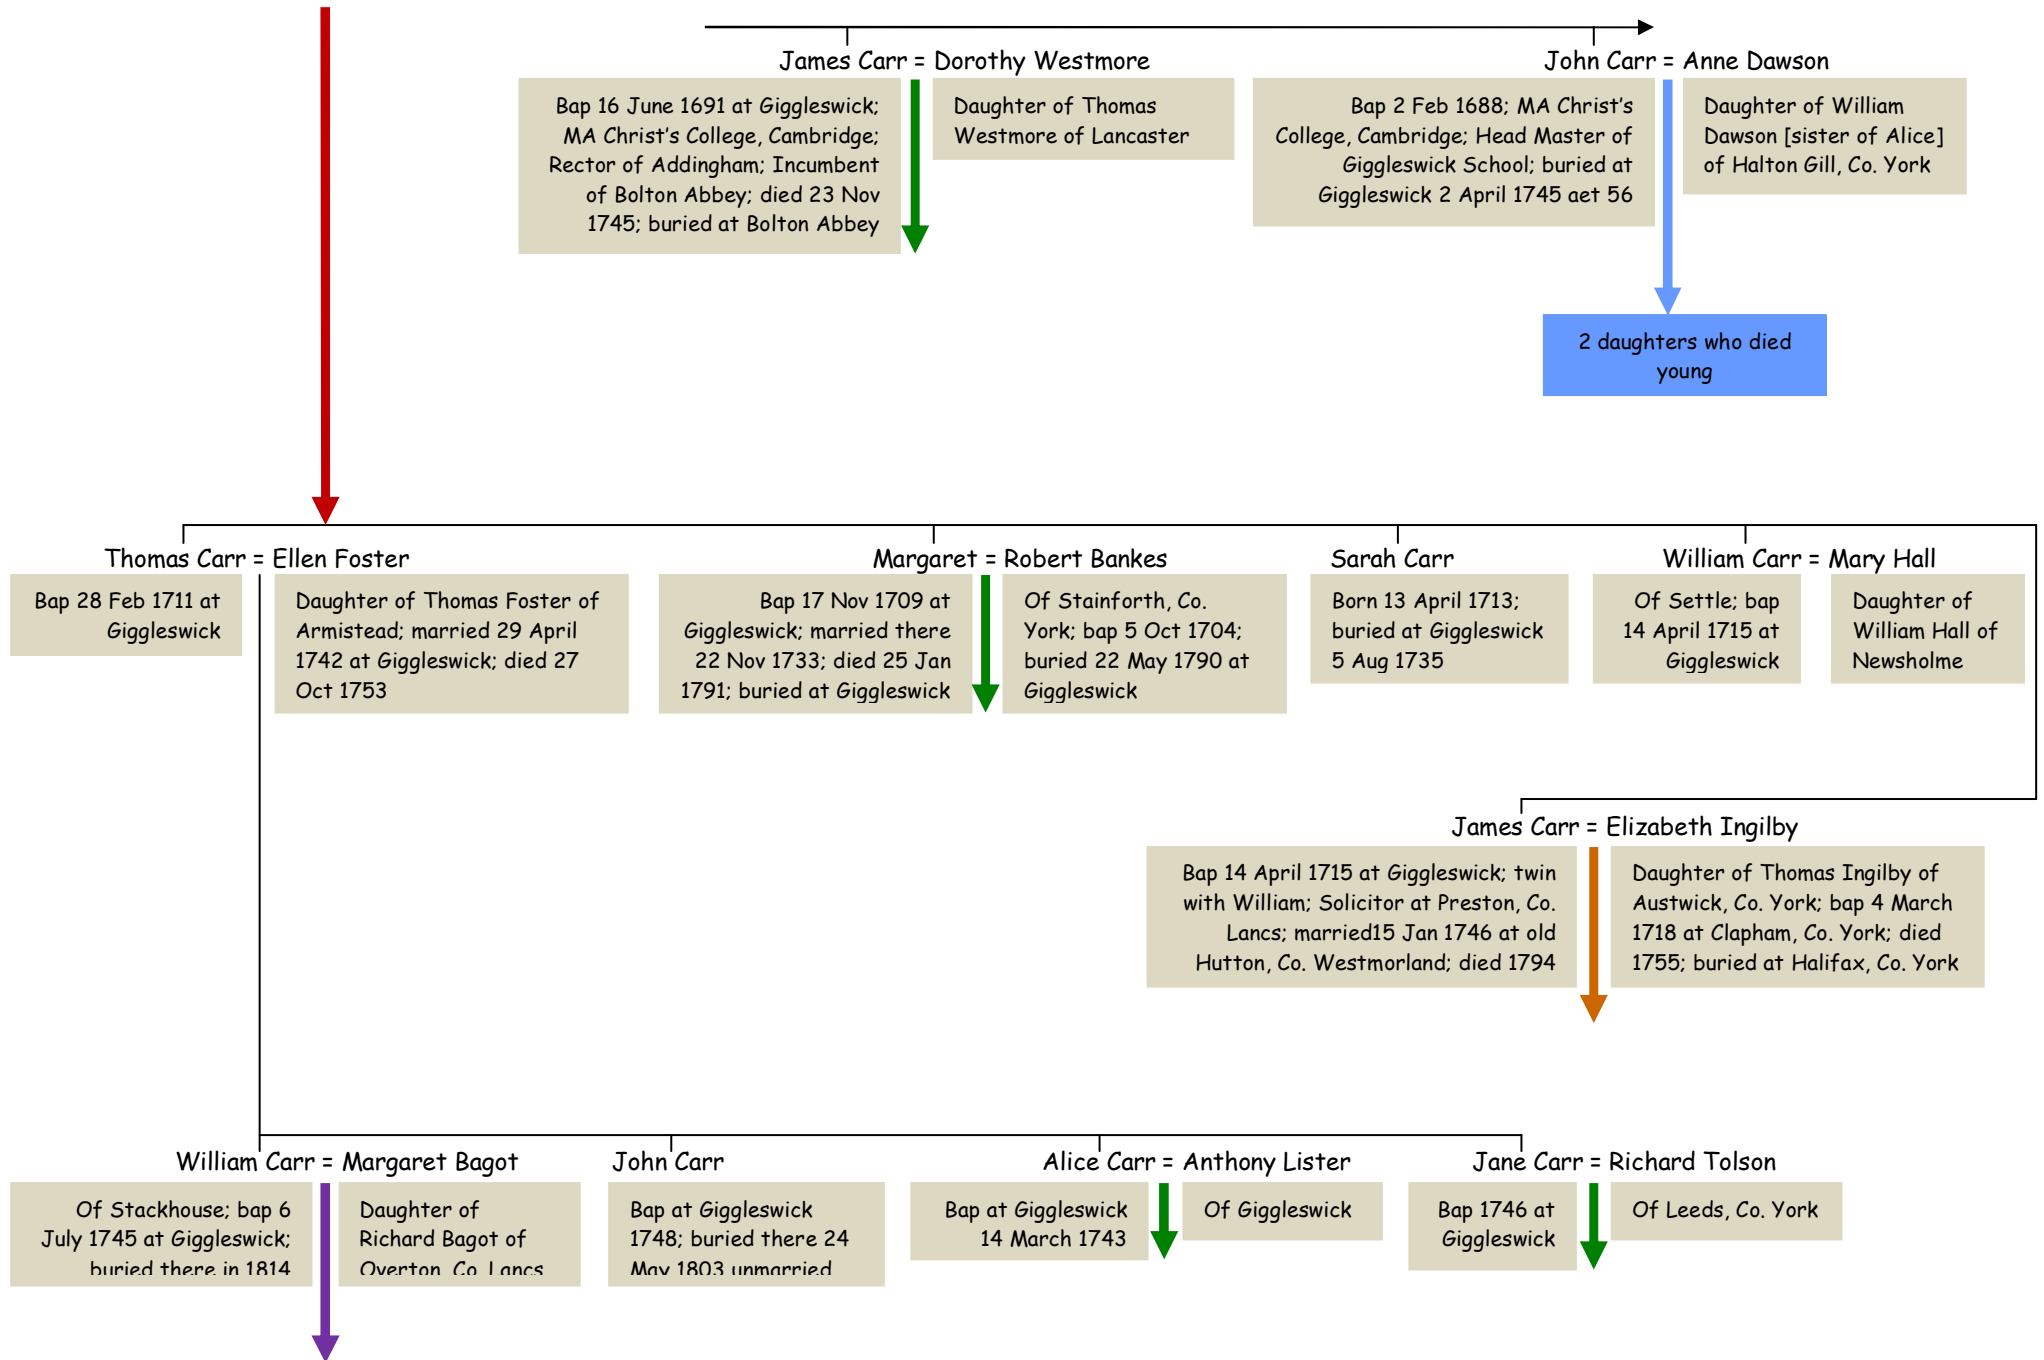 James Carr = Dorothy Westmore
Bap 16 June 1691 at Giggleswick;
MA Christ's College, Cambridge;
Rector of Addingham; Incumbent
of Bolton Abbey; died 23 Nov
1745; buried at Bolton Abbey
Daughter of Thomas
Westmore of Lancaster
John Carr = Anne Dawson
Bap 2 Feb 1688; MA Christ's
College, Cambridge; Head Master of
Giggleswick School; buried at
Giggleswick 2 April 1745 aet 56
Daughter of William
Dawson [sister of Alice]
of Halton Gill, Co. York
2 daughters who died
young
Thomas Carr = Ellen Foster
Bap 28 Feb 1711 at
Giggleswick
Daughter of Thomas Foster of
Armistead; married 29 April
1742 at Giggleswick; died 27
Oct 1753
Margaret = Robert Bankes
Bap 17 Nov 1709 at
Giggleswick; married there
22 Nov 1733; died 25 Jan
1791; buried at Giggleswick
Of Stainforth, Co.
York; bap 5 Oct 1704;
buried 22 May 1790 at
Giggleswick
Sarah Carr
Born 13 April 1713;
buried at Giggleswick
5 Aug 1735
William Carr = Mary Hall
Of Settle; bap
14 April 1715 at
Giggleswick
Daughter of
William Hall of
Newsholme
James Carr = Elizabeth Ingilby
Bap 14 April 1715 at Giggleswick; twin
with William; Solicitor at Preston, Co.
Lancs; married15 Jan 1746 at old
Hutton, Co. Westmorland; died 1794
Daughter of Thomas Ingilby of
Austwick, Co. York; bap 4 March
1718 at Clapham, Co. York; died
1755; buried at Halifax, Co. York
William Carr = Margaret Bagot
Of Stackhouse; bap 6
July 1745 at Giggleswick;
buried there in 1814
Daughter of
Richard Bagot of
Overton, Co. Lancs
John Carr
Bap at Giggleswick
1748; buried there 24
May 1803 unmarried
Alice Carr = Anthony Lister
Bap at Giggleswick
14 March 1743
Of Giggleswick
Jane Carr = Richard Tolson
Bap 1746 at
Giggleswick
Of Leeds, Co. York